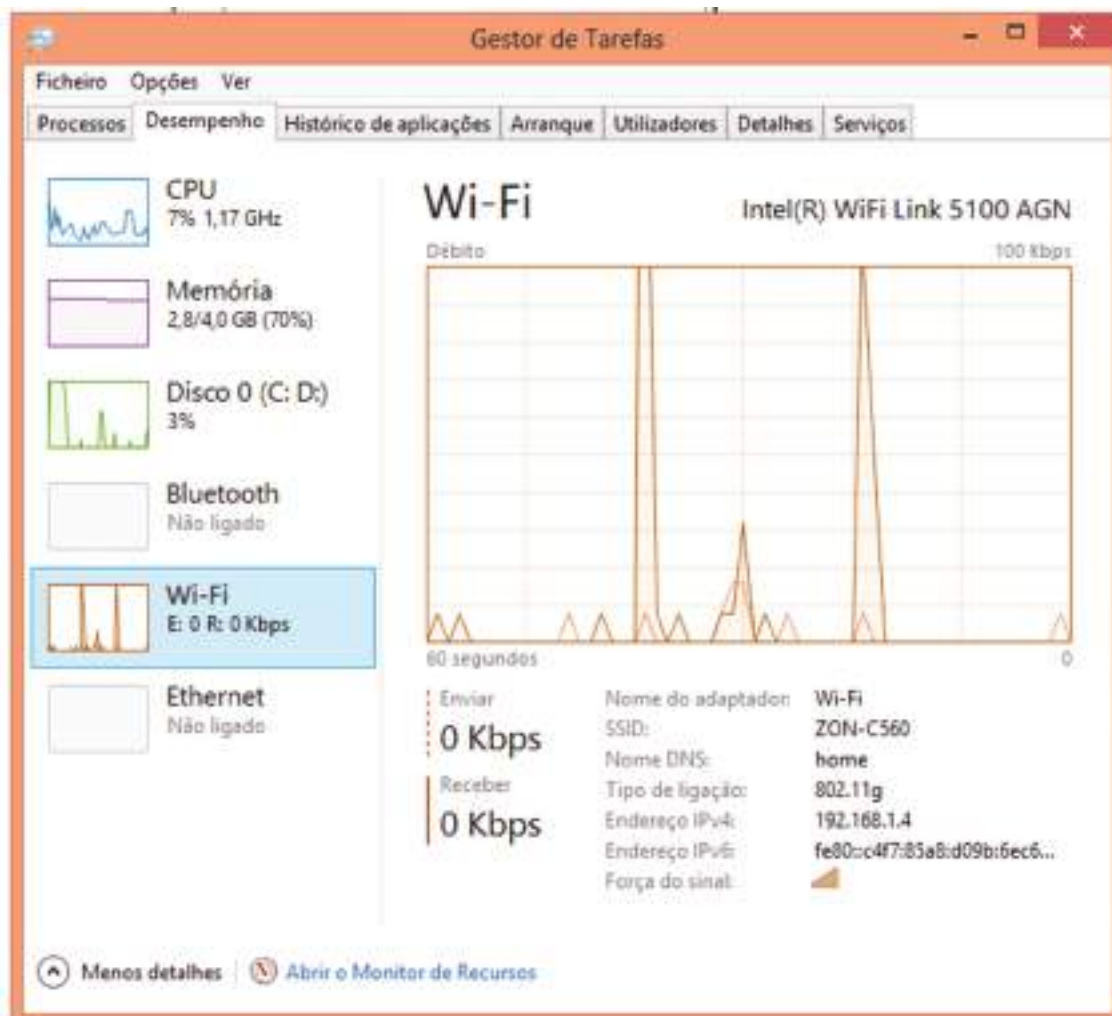 Gestor de Tarefas
Ficheiro Opções Ver
Processos Desempenho Histórico de aplicações Arranque Utilizadores Detalhes Serviços
CPU
7% 1,17 GHz
Memória
2,8/4,0 GB (70%)
Disco 0 (C: D:)
3%
Bluetooth
Não ligado
Wi-Fi
E: 0 R: 0 Kbps
Ethernet
Não ligado
Wi-Fi Intel(R) WiFi Link 5100 AGN
Débito 100 Kbps
60 segundos 0
Enviar
0 Kbps
Receber
0 Kbps
Nome do adaptador: Wi-Fi
SSID: ZON-C560
Nome DNS: home
Tipo de ligação: 802.11g
Endereço IPv4: 192.168.1.4
Endereço IPv6: fe80::c4f7:85a8:d09b:6ec6...
Força do sinal:
Menos detalhes Abrir o Monitor de Recursos